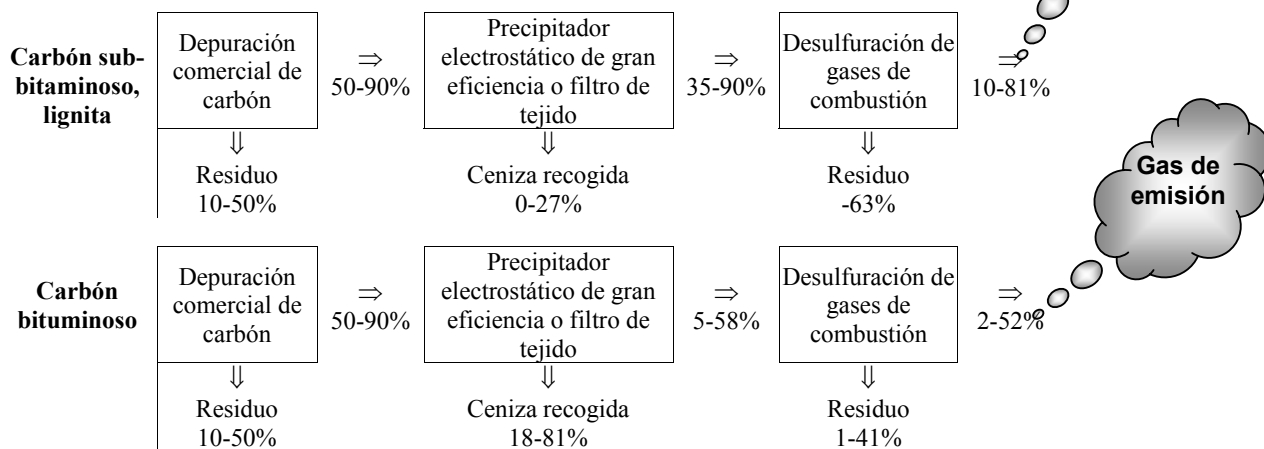 Carbón sub-
bitaminoso,
lignita
Depuración
comercial de
carbón
⇒
50-90%
Precipitador
electrostático de gran
eficiencia o filtro de
tejido
⇒
35-90%
Desulfuración de
gases de
combustión
⇒
10-81%
⇓
Residuo
10-50%
⇓
Ceniza recogida
0-27%
⇓
Residuo
-63%
Gas de
emisión
Carbón
bituminoso
Depuración
comercial de
carbón
⇒
50-90%
Precipitador
electrostático de gran
eficiencia o filtro de
tejido
⇒
5-58%
Desulfuración de
gases de
combustión
⇒
2-52%
⇓
Residuo
10-50%
⇓
Ceniza recogida
18-81%
⇓
Residuo
1-41%